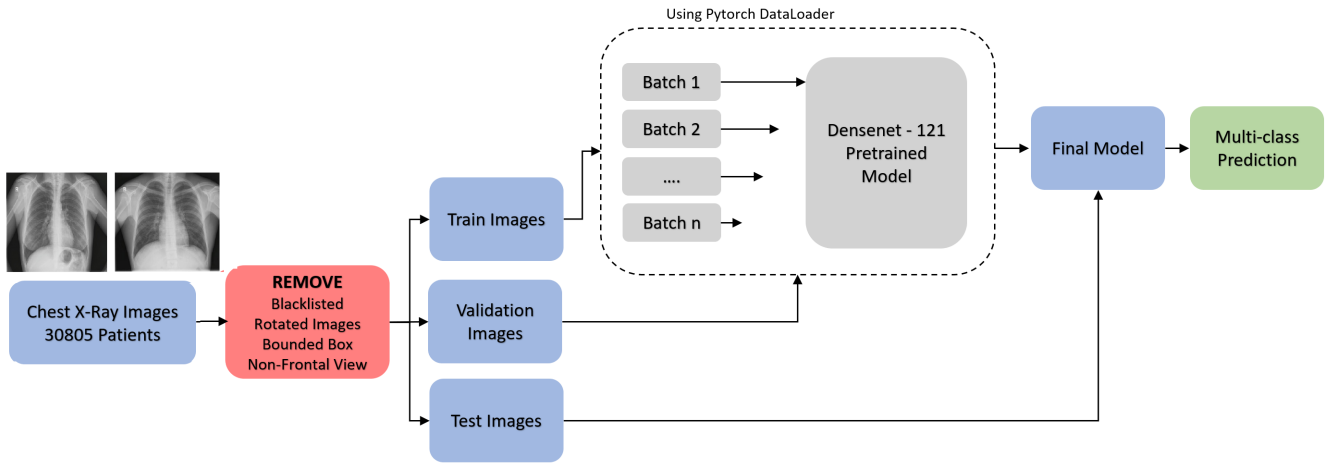 Using Pytorch DataLoader
Batch 1
Batch 2
....
Batch n
Densenet - 121
Pretrained
Model
Final Model
Multi-class
Prediction
Train Images
Validation
Images
Test Images
REMOVE
Blacklisted
Rotated Images
Bounded Box
Non-Frontal View
Chest X-Ray Images
30805 Patients